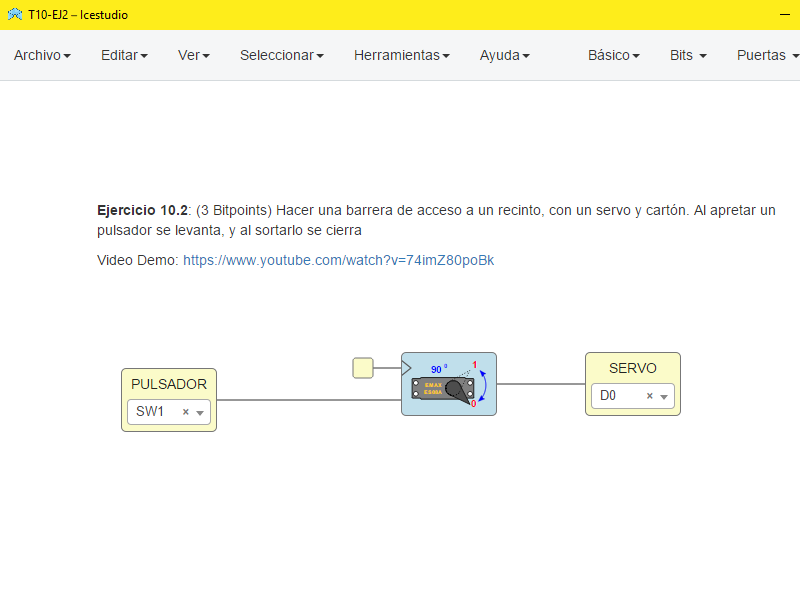 T10-EJ2 – Icestudio
Archivo Editar Ver Seleccionar Herramientas Ayuda Básico Bits Puertas
Ejercicio 10.2: (3 Bitpoints) Hacer una barrera de acceso a un recinto, con un servo y cartón. Al apretar un
pulsador se levanta, y al sortarlo se cierra
Video Demo: https://www.youtube.com/watch?v=74imZ80poBk
PULSADOR
SW1 ×
90 º
1
EMAX
ES08A
0
SERVO
D0 ×